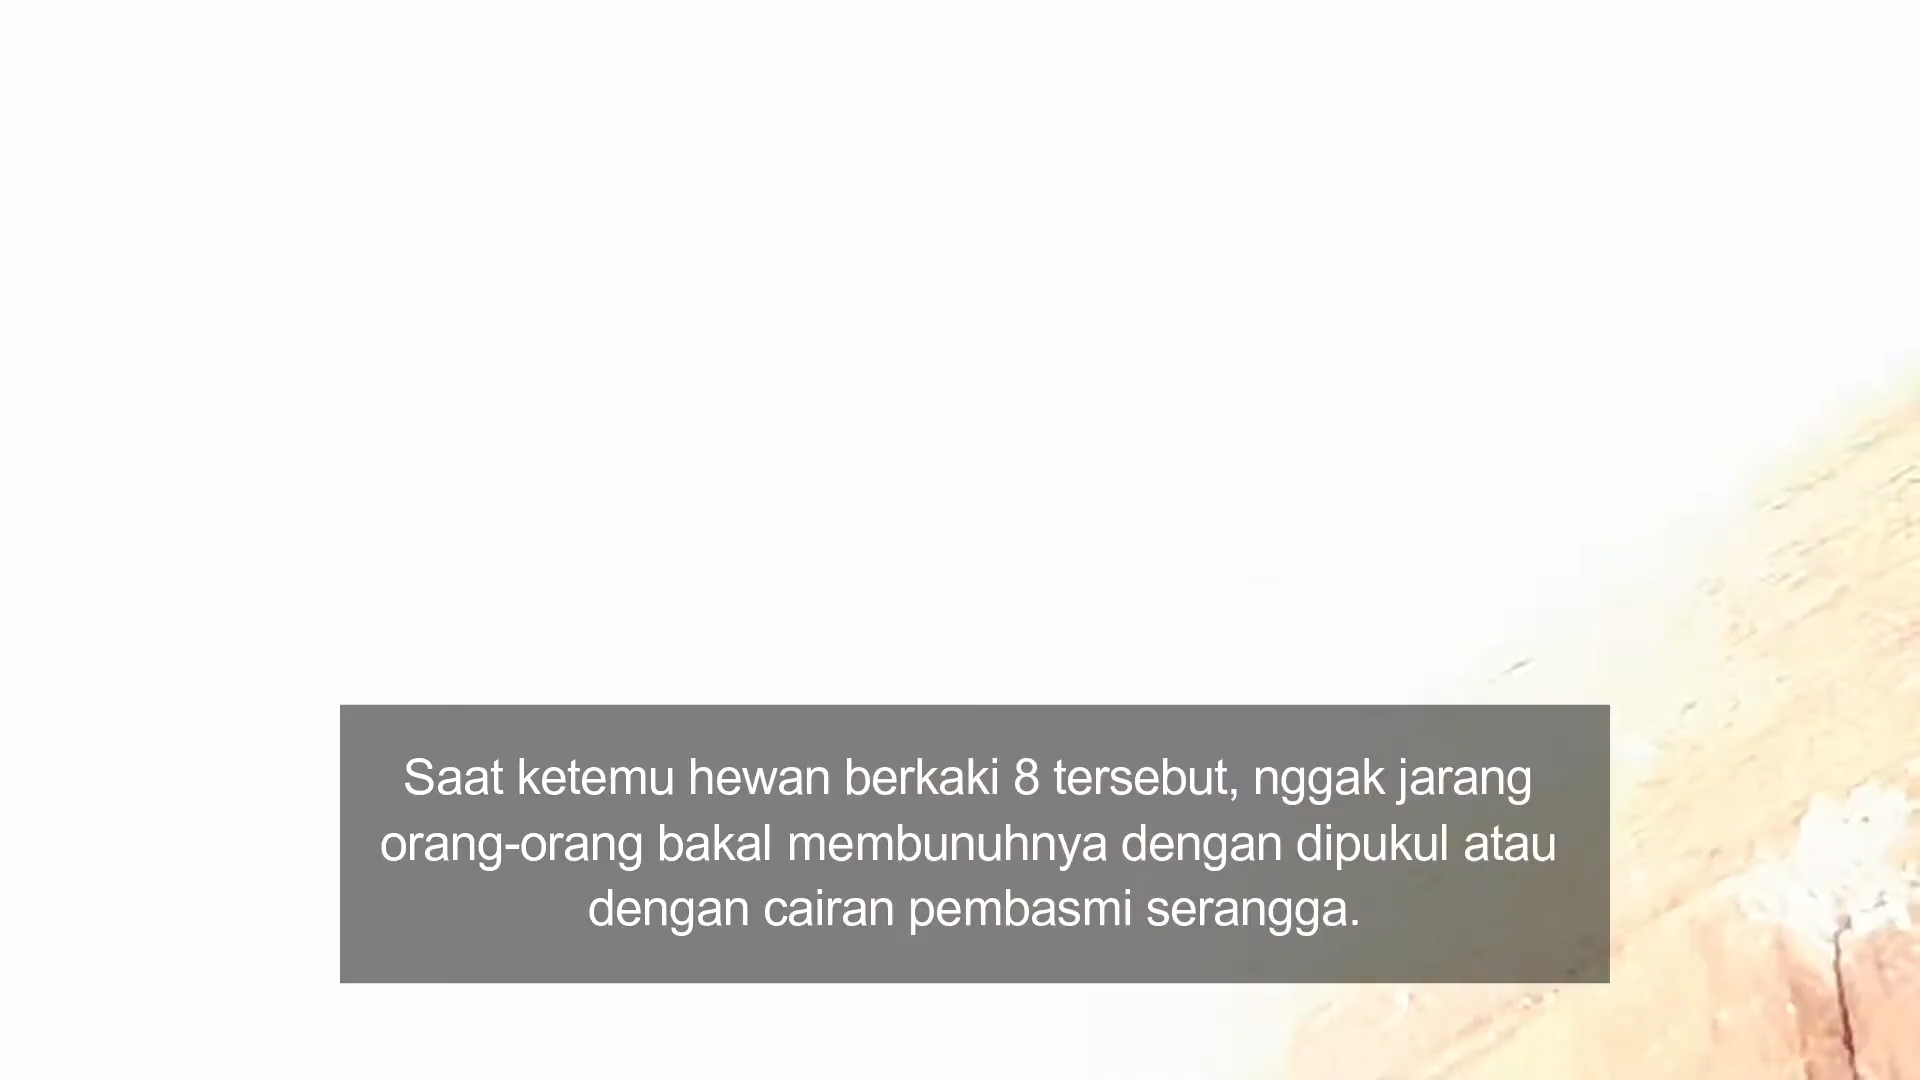 Saat ketemu hewan berkaki 8 tersebut, nggak jarang
orang-orang bakal membunuhnya dengan dipukul atau
dengan cairan pembasmi serangga.